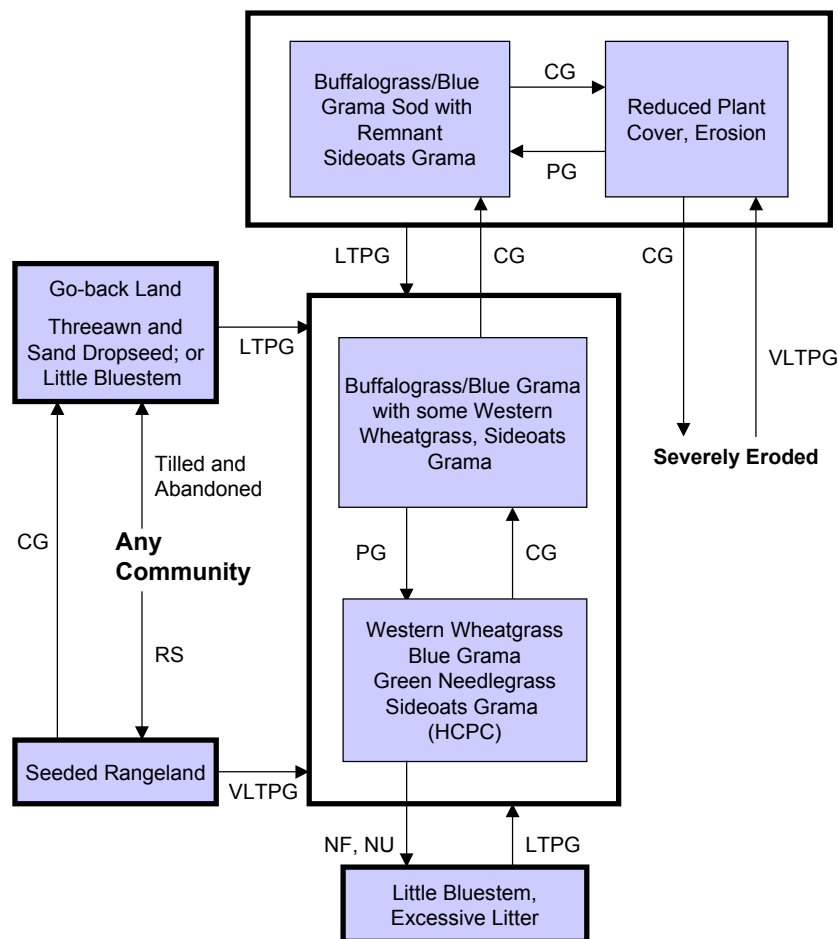 Buffalograss/Blue
Grama Sod with
Remnant
Sideoats Grama
CG
PG
Reduced Plant
Cover, Erosion
LTPG
CG
CG
VLTPG
Severely Eroded
Go-back Land
Threeawn and
Sand Dropseed; or
Little Bluestem
LTPG
Buffalograss/Blue Grama
with some Western
Wheatgrass, Sideoats
Grama
Tilled and
Abandoned
CG
Any
Community
RS
PG
CG
Western Wheatgrass
Blue Grama
Green Needlegrass
Sideoats Grama
(HCPC)
Seeded Rangeland
VLTPG
NF, NU
LTPG
Little Bluestem,
Excessive Litter